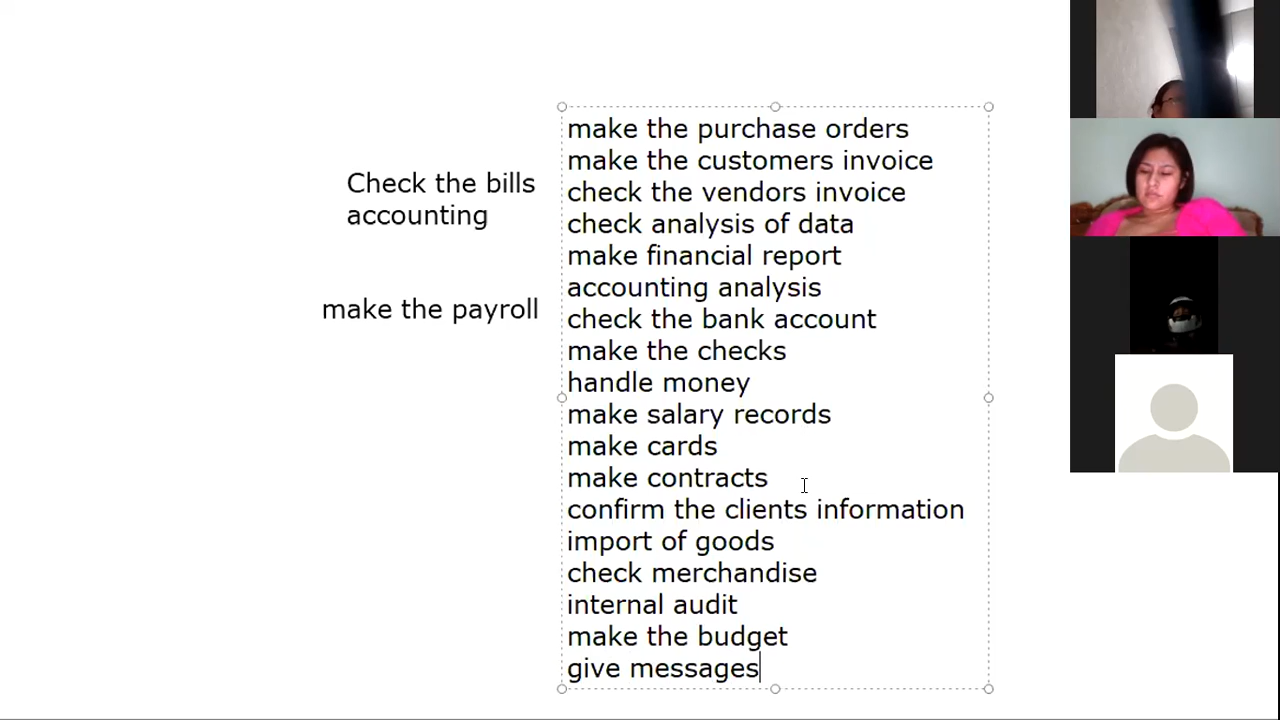 Check the bills
accounting
make the payroll
make the purchase orders
make the customers invoice
check the vendors invoice
check analysis of data
make financial report
accounting analysis
check the bank account
make the checks
handle money
make salary records
make cards
make contracts
confirm the clients information
import of goods
check merchandise
internal audit
make the budget
give messages